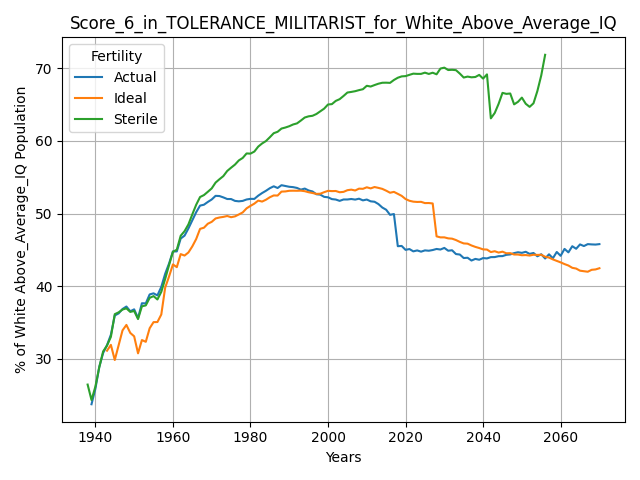 Score_6_in_TOLERANCE_MILITARIST_for_White_Above_Average_IQ
Fertility
Actual
Ideal
Sterile
% of White Above_Average_IQ Population
70
60
50
40
30
1940
1960
1980
2000
2020
2040
2060
Years